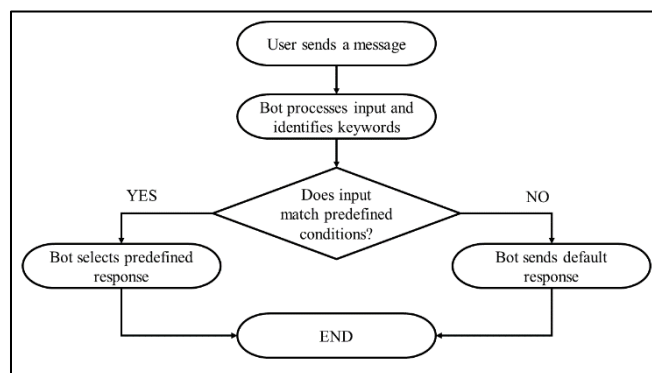 User sends a message
Bot processes input and
identifies keywords
Does input
match predefined
conditions?
YES
NO
Bot selects predefined
response
Bot sends default
response
END